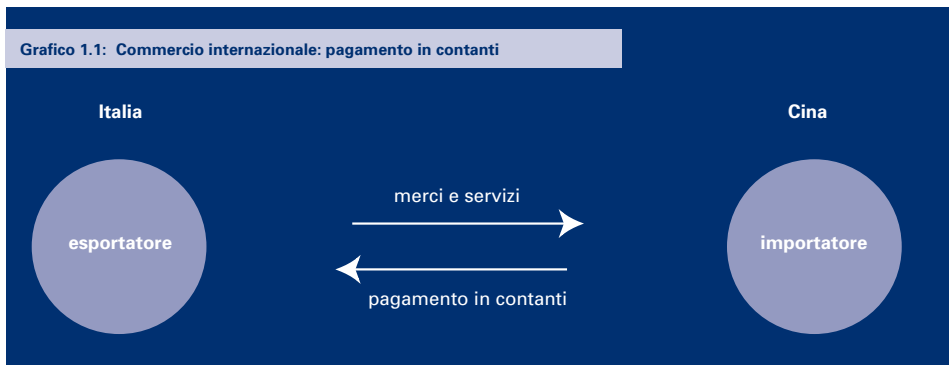 Grafico 1.1: Commercio internazionale: pagamento in contanti
Italia
Cina
merci e servizi
esportatore
importatore
pagamento in contanti